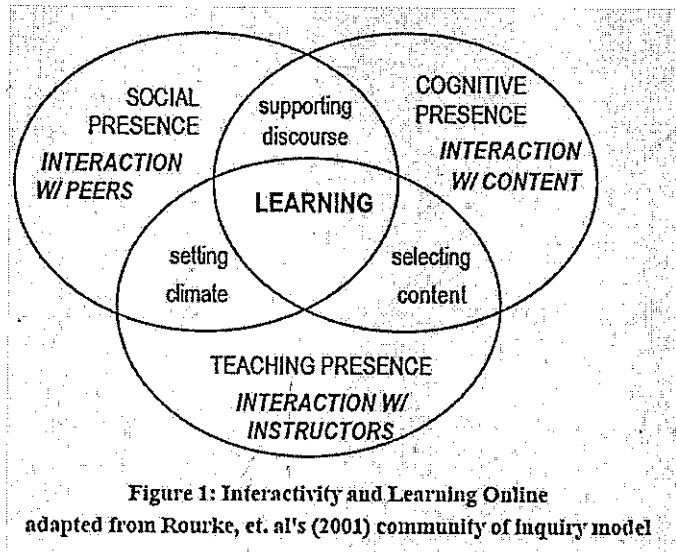 SOCIAL
PRESENCE
INTERACTION
W/ PEERS
supporting
discourse
COGNITIVE
PRESENCE
INTERACTION
W/ CONTENT
LEARNING
setting
climate
selecting
content
TEACHING PRESENCE
INTERACTION W/
INSTRUCTORS
Figure 1: Interactivity and Learning Online
adapted from Rourke, et. al's (2001) community of Inquiry model